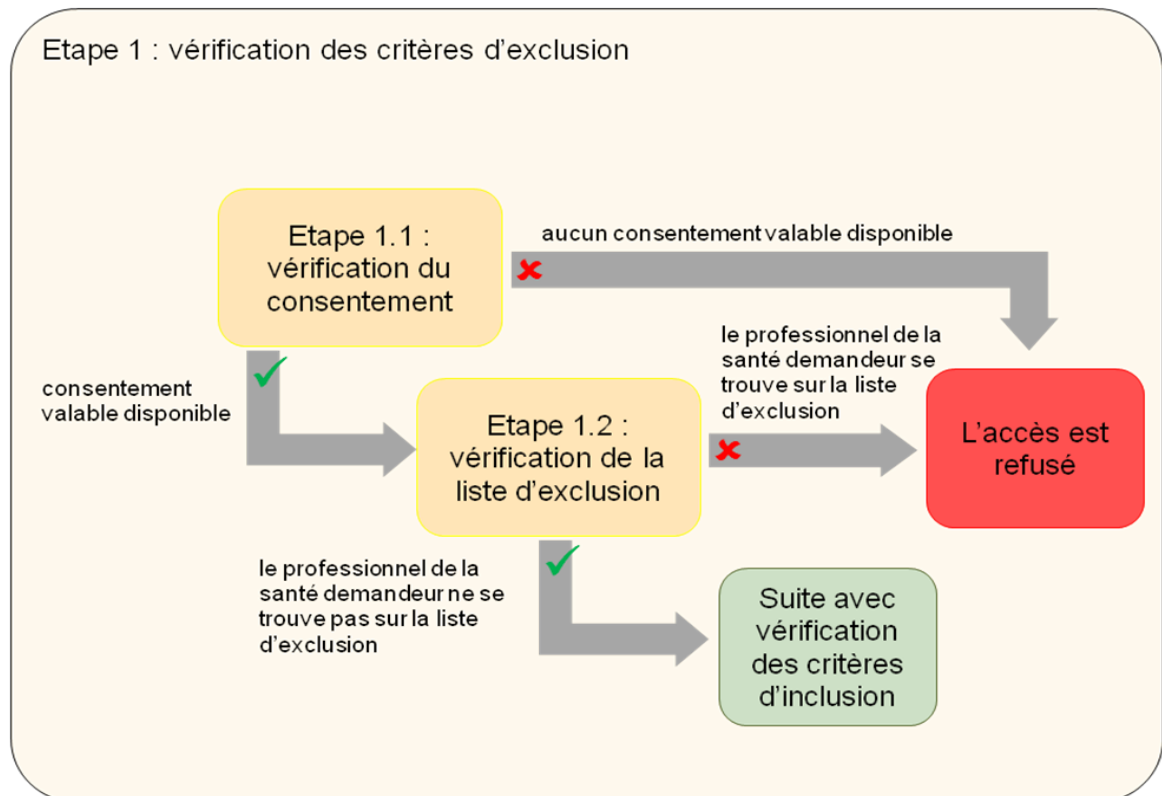 Etape 1 : vérification des critères d'exclusion
Etape 1.1 :
vérification du
consentement
aucun consentement valable disponible
consentement
valable disponible
le professionnel de la
santé demandeur se
trouve sur la liste
d'exclusion
Etape 1.2 :
vérification de la
liste d'exclusion
L'accès est
refusé
le professionnel de la
santé demandeur ne se
trouve pas sur la liste
d'exclusion
Suite avec
vérification
des critères
d'inclusion